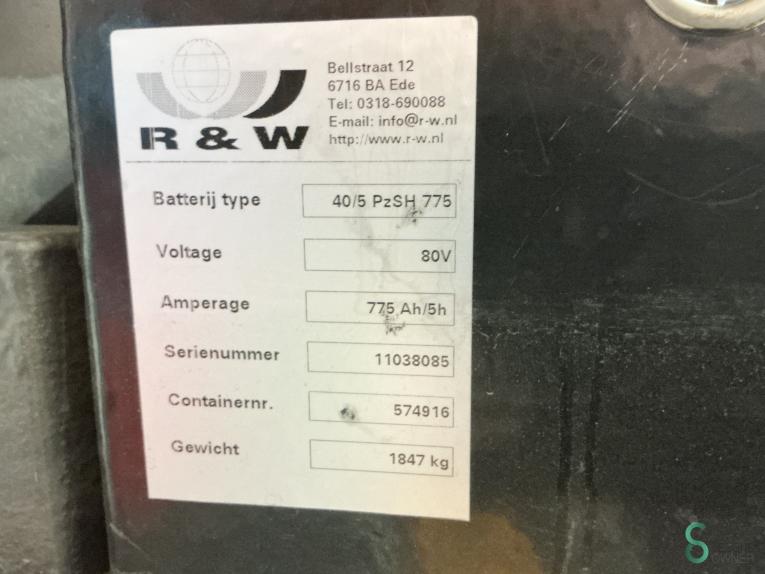 R & W
Bellstraat 12
6716 BA Ede
Tel: 0318-690088
E-mail: info@r-w.nl
http://www.r-w.nl
Batterij type 40/5 PzSH 775
Voltage 80V
Amperage 775 Ah/5h
Serienummer 11038085
Containernr. 574916
Gewicht 1847 kg
OWNER